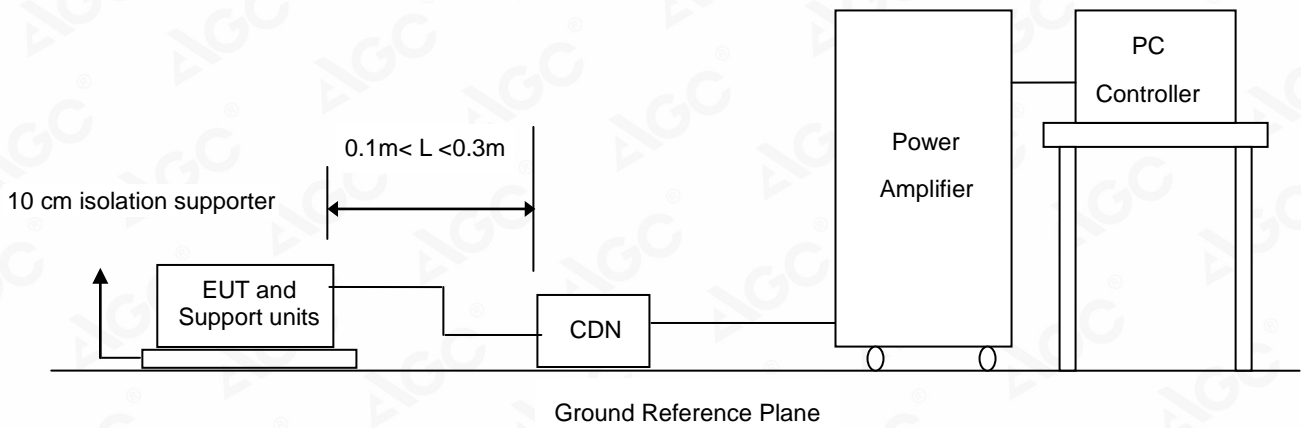 0.1m< L <0.3m
10 cm isolation supporter
EUT and
Support units
CDN
Power
Amplifier
PC
Controller
Ground Reference Plane
AGC